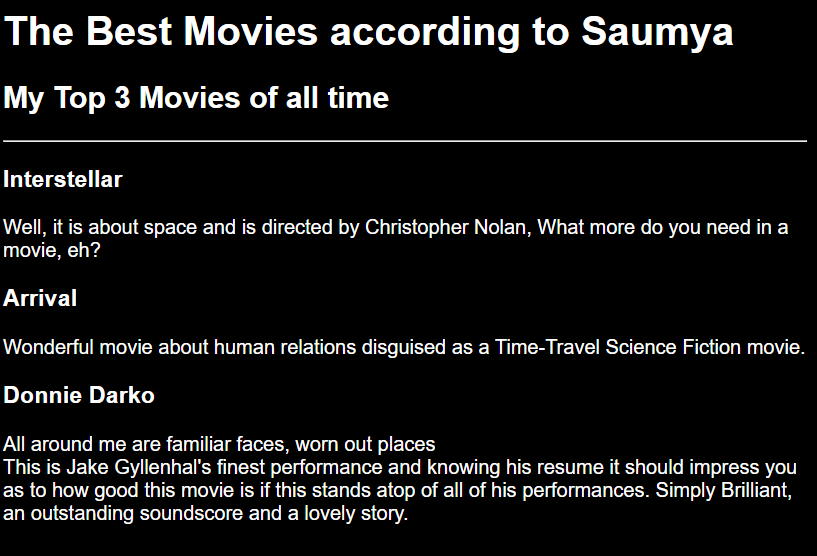 The Best Movies according to Saumya
My Top 3 Movies of all time
Interstellar
Well, it is about space and is directed by Christopher Nolan, What more do you need in a
movie, eh?
Arrival
Wonderful movie about human relations disguised as a Time-Travel Science Fiction movie.
Donnie Darko
All around me are familiar faces, worn out places
This is Jake Gyllenhal's finest performance and knowing his resume it should impress you
as to how good this movie is if this stands atop of all of his performances. Simply Brilliant,
an outstanding soundscore and a lovely story.